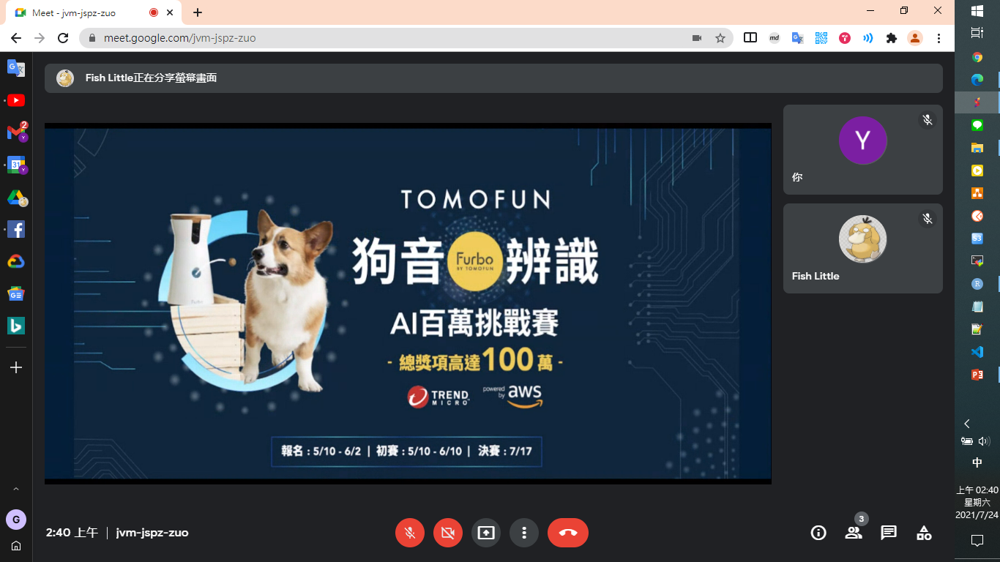 Meet - jvm-jspz-zuo
meet.google.com/jvm-jspz-zuo
md
Fish Little正在分享螢幕畫面
2
Y
31
Y
TOMOFUN
狗音
Furbo
BY TOMOFUN
辨識
AI百萬挑戰賽
- 總獎項高達100萬 -
TREND
MICRO
powered
by
aws
報名 : 5/10 - 6/2 | 初賽 : 5/10 - 6/10 | 決賽 : 7/17
Y
你
Fish Little
G
2:40 上午
jvm-jspz-zuo
3
S3
R
中
上午 02:40
星期六
2021/7/24